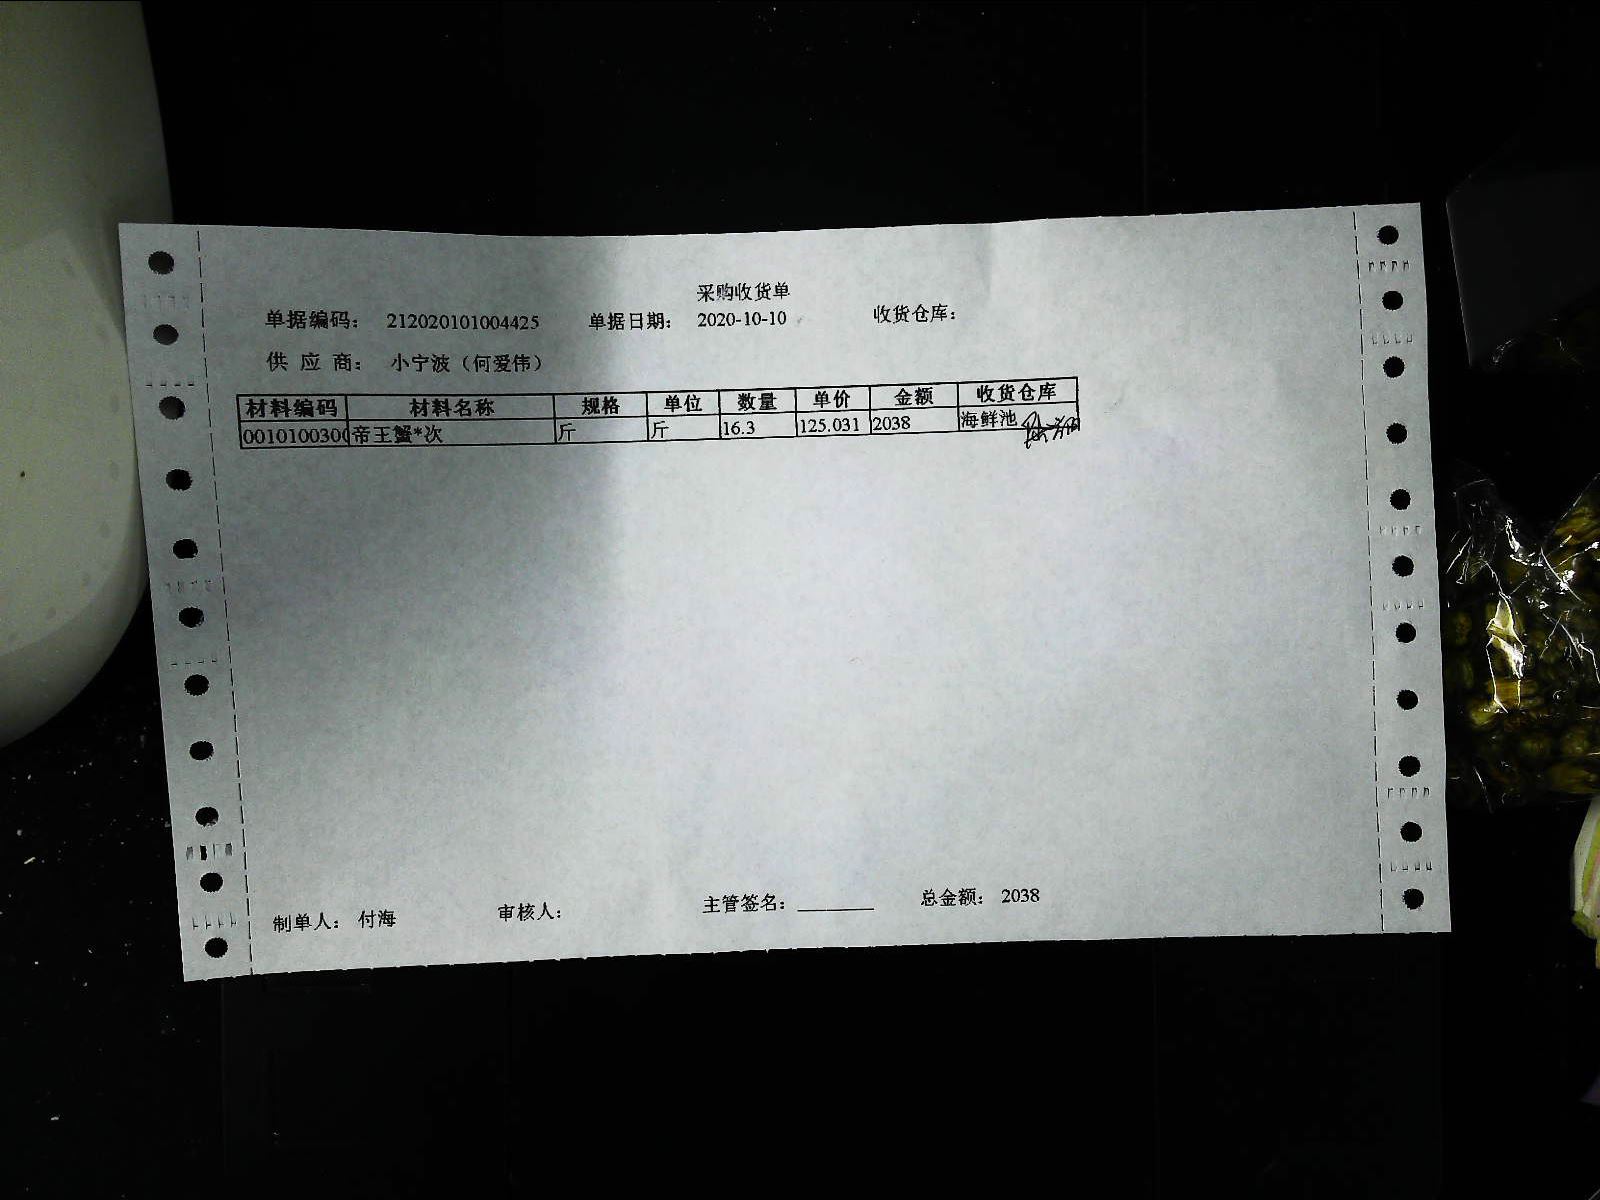 采购收货单
单据编码： 212020101004425 单据日期： 2020-10-10 收货仓库：
供 应 商： 小宁波（何爱伟）
材料编码 材料名称 规格 单位 数量 单价 金额 收货仓库
0010100300 帝王蟹*次 斤 斤 16.3 125.031 2038 海鲜池
制单人： 付海 审核人： 主管签名：________ 总金额： 2038